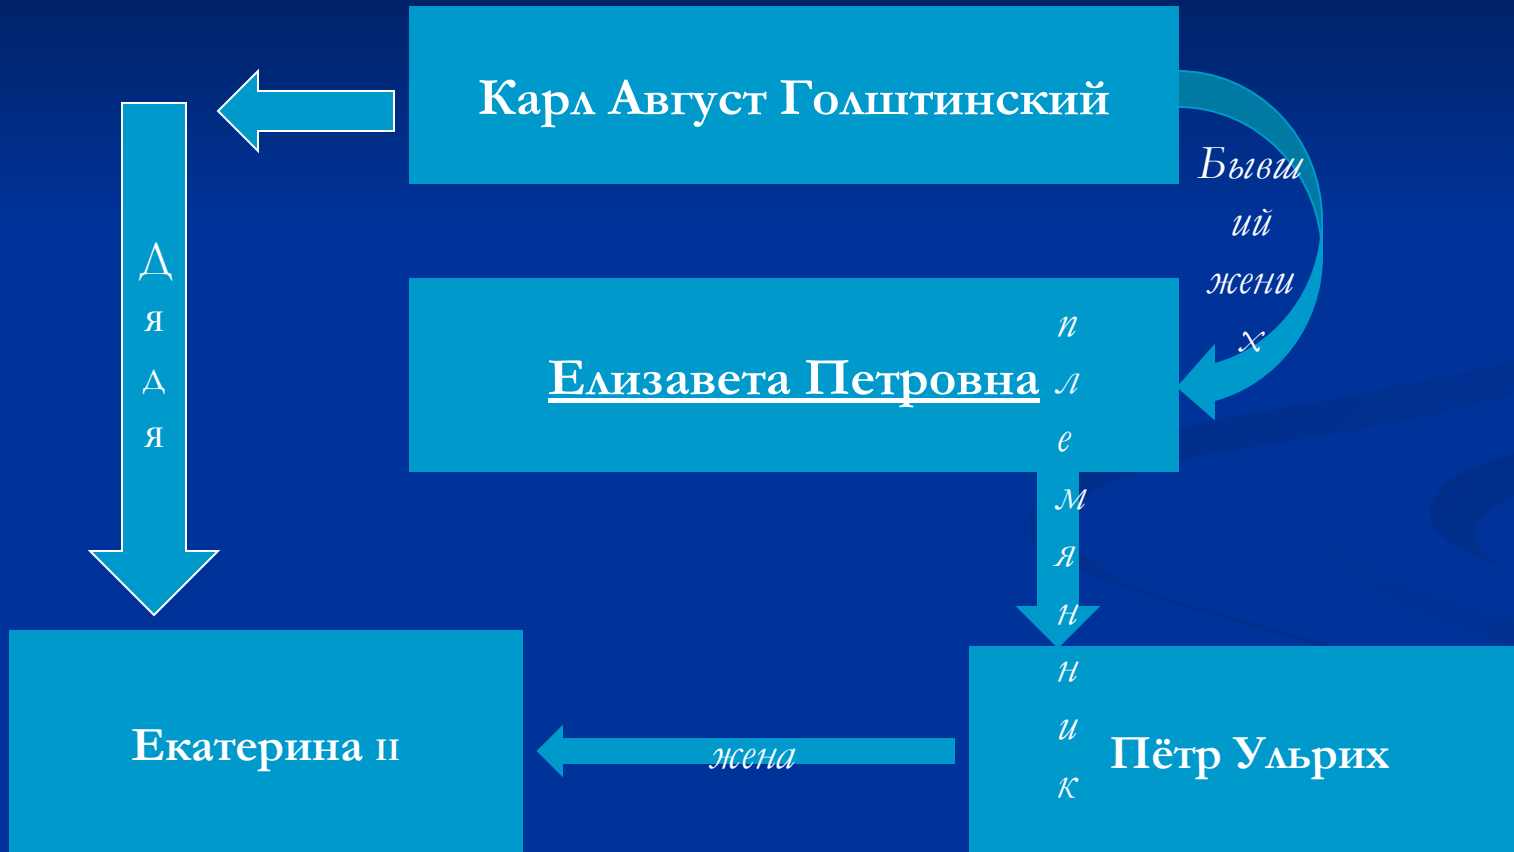 Карл Август Голштинский
Бывш
ий
жени
х
Д
я
д
я
Елизавета Петровна
п
л
е
м
я
н
н
и
к
Екатерина II
жена
Пётр Ульрих